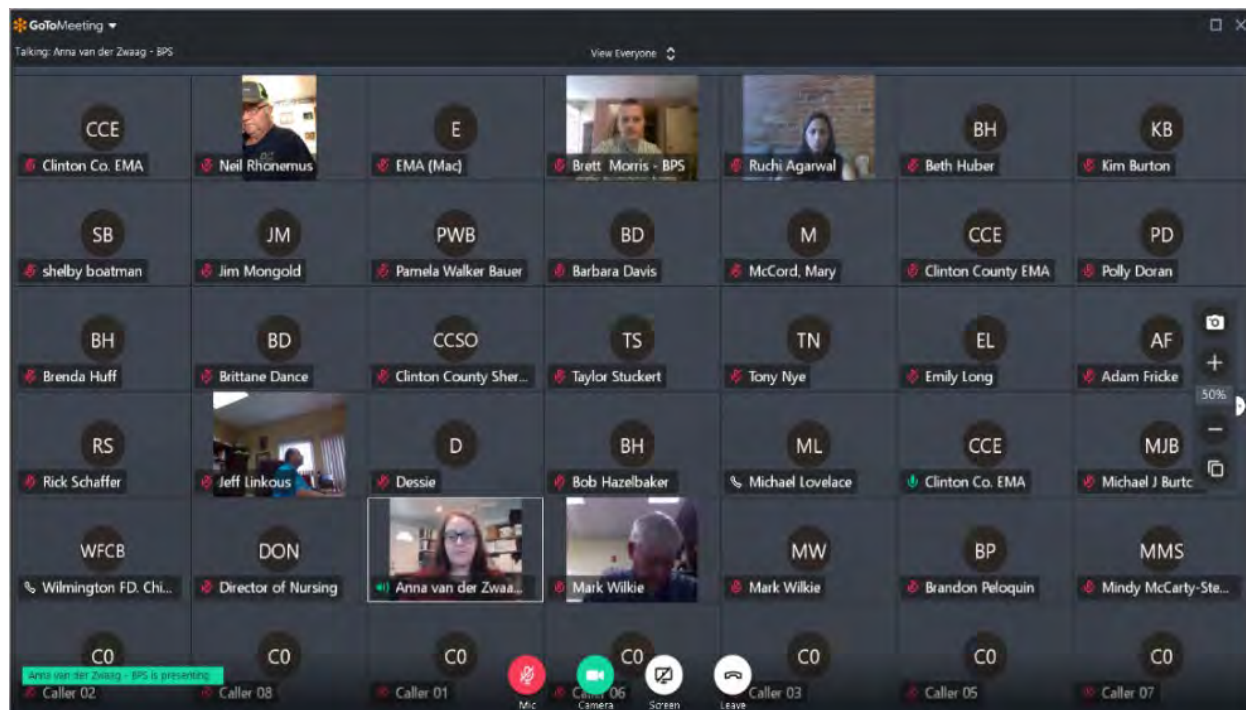 GoToMeeting
Talking: Anna van der Zwaag - BPS
View Everyone
CCE
Clinton Co. EMA
Neil Rhonemus
E
EMA (Mac)
Brett Morris - BPS
Ruchi Agarwal
BH
Beth Huber
KB
Kim Burton
SB
shelby boatman
JM
Jim Mongold
PWB
Pamela Walker Bauer
BD
Barbara Davis
M
McCord, Mary
CCE
Clinton County EMA
PD
Polly Doran
BH
Brenda Huff
BD
Brittane Dance
CCSO
Clinton County Sher...
TS
Taylor Stuckert
TN
Tony Nye
EL
Emily Long
AF
Adam Fricke
50%
RS
Rick Schaffer
Jeff Linkous
D
Dessie
BH
Bob Hazelbaker
ML
Michael Lovelace
CCE
Clinton Co. EMA
MJB
Michael J Burtc
WFCB
Wilmington FD. Chi...
DON
Director of Nursing
Anna van der Zwaa...
Mark Wilkie
MW
Mark Wilkie
BP
Brandon Peloquin
MMS
Mindy McCarty-Ste...
C0
Anna van der Zwaag - BPS is presenting
Caller 02
C0
Caller 08
C0
Caller 01
C0
06
C0
Caller 03
C0
Caller 05
C0
Caller 07
Mic
Camera
Screen
Leave